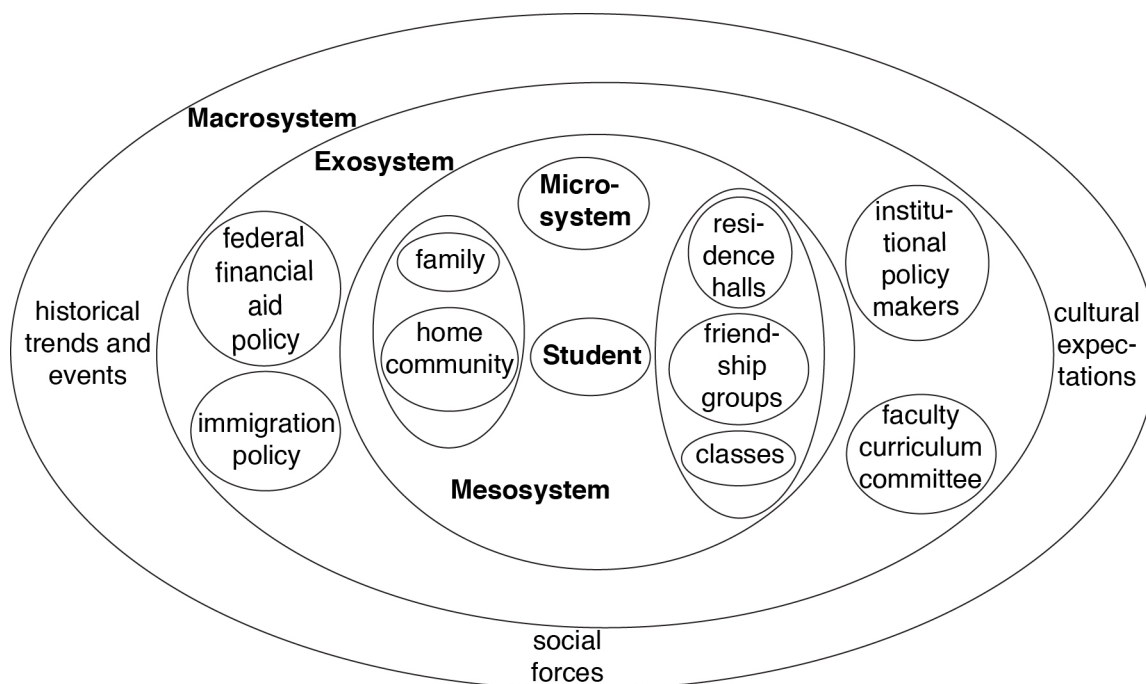 Macrosystem
Exosystem
Micro-
system
federal
financial
aid
policy
family
home
community
Student
resi-
dence
halls
friend-
ship
groups
classes
institu-
tional
policy
makers
historical
trends and
events
cultural
expec-
tations
immigration
policy
faculty
curriculum
committee
Mesosystem
social
forces